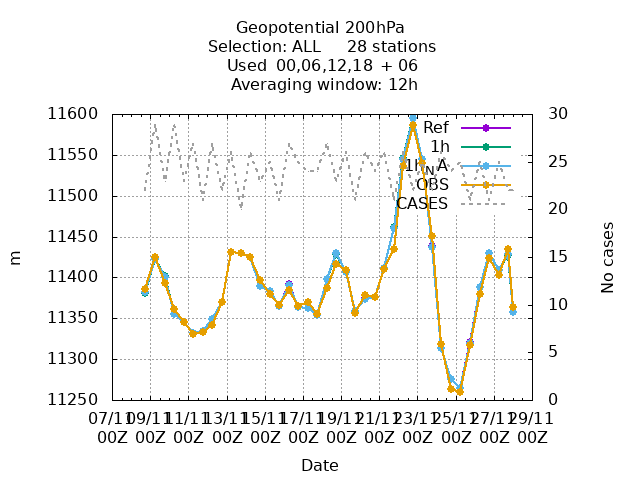 Geopotential 200hPa
Selection: ALL 28 stations
Used 00,06,12,18 + 06
Averaging window: 12h
11600
11550
11500
11450
11400
11350
11300
11250
m
30
25
20
15
10
5
0
No cases
Ref
1h
1h_NA
OBS
CASES
07/11 09/11 11/11 13/11 15/11 17/11 19/11 21/11 23/11 25/11 27/11 29/11
00Z 00Z 00Z 00Z 00Z 00Z 00Z 00Z 00Z 00Z 00Z 00Z
Date